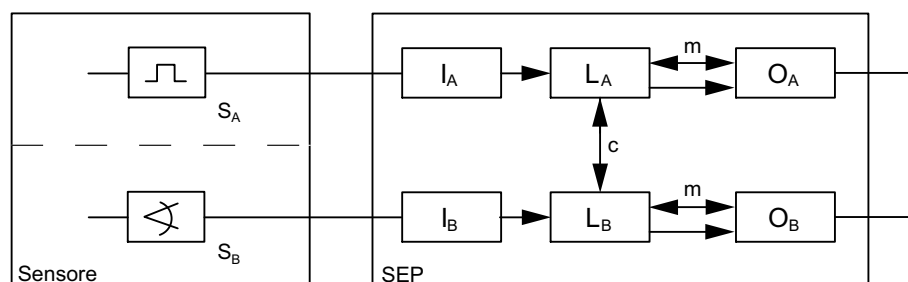 m
I_A L_A O_A
S_A
c
m
I_B L_B O_B
S_B
Sensore SEP